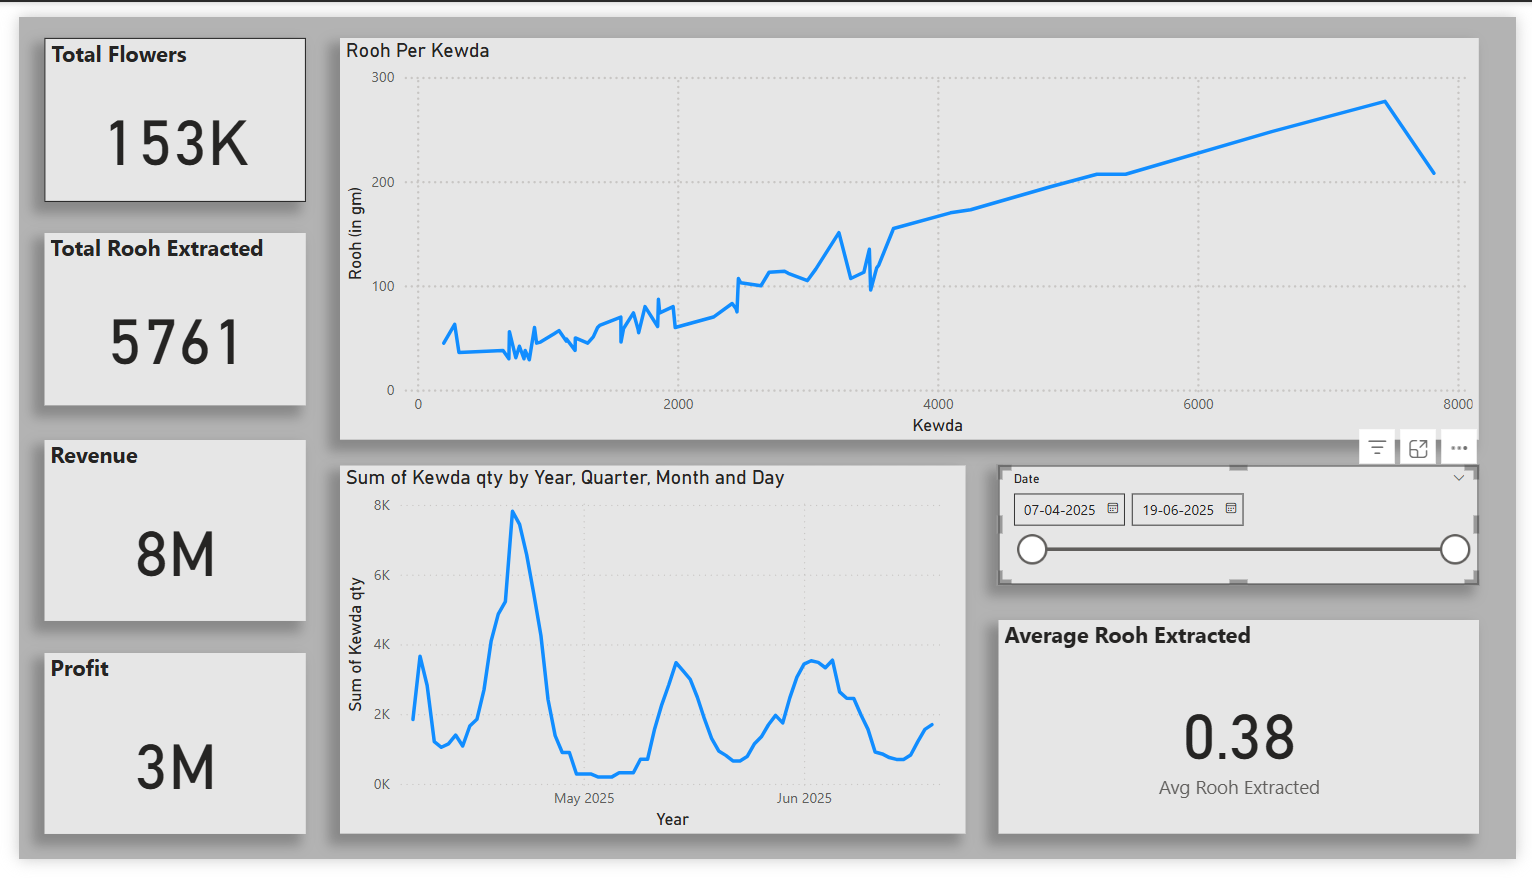 Total Flowers
153K
Total Rooh Extracted
5761
Revenue
8M
Profit
3M
Rooh Per Kewda
300
200
100
0
Rooh (in gm)
0 2000 4000 6000 8000
Kewda
Sum of Kewda qty by Year, Quarter, Month and Day
8K
6K
4K
2K
0K
Sum of Kewda qty
May 2025 Jun 2025
Year
Date
07-04-2025 19-06-2025
Average Rooh Extracted
0.38
Avg Rooh Extracted